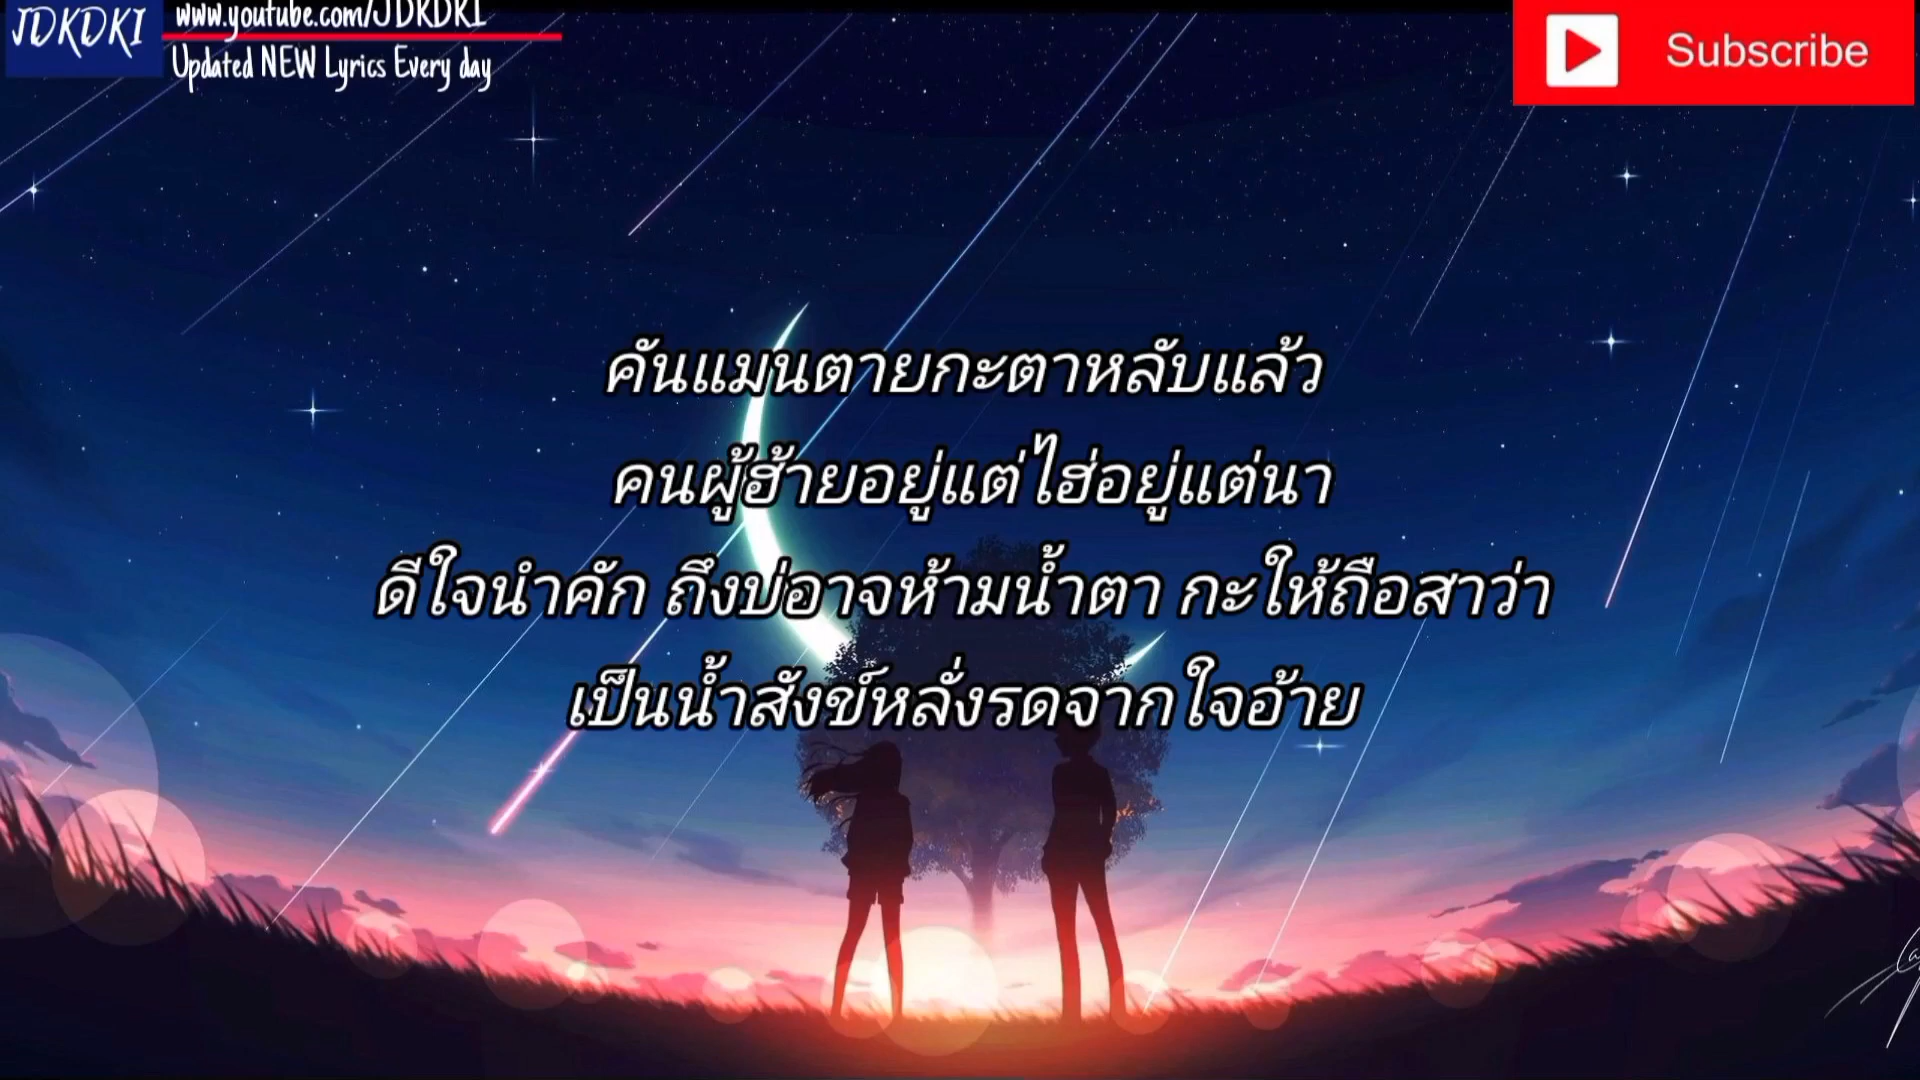 JDKDKI
www.youtube.com/JDKDKI
Updated NEW Lyrics Every day
Subscribe
คันแมนตายกะตาหลับแล้ว
คนผู้ฮ้ายอยู่แต่ไฮ่อยู่แต่นา
ดีใจนำคัก ถึงบ่อาจห้ามน้ำตา กะให้ถือสาว่า
เป็นน้ำสังข์หลั่งรดจากใจอ้าย